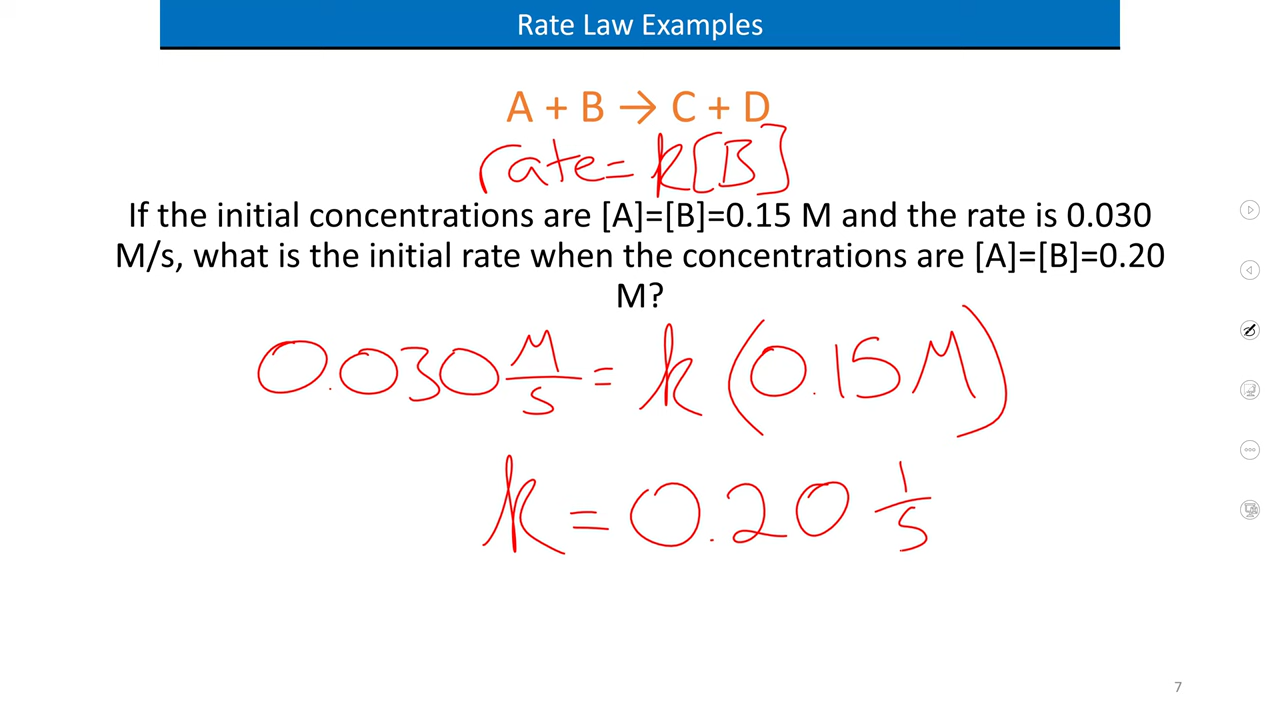 Rate Law Examples
A + B → C + D
rate = k[B]
If the initial concentrations are [A]=[B]=0.15 M and the rate is 0.030
M/s, what is the initial rate when the concentrations are [A]=[B]=0.20
M?
0.030 M/s = k (0.15 M)
k = 0.20 1/s
7